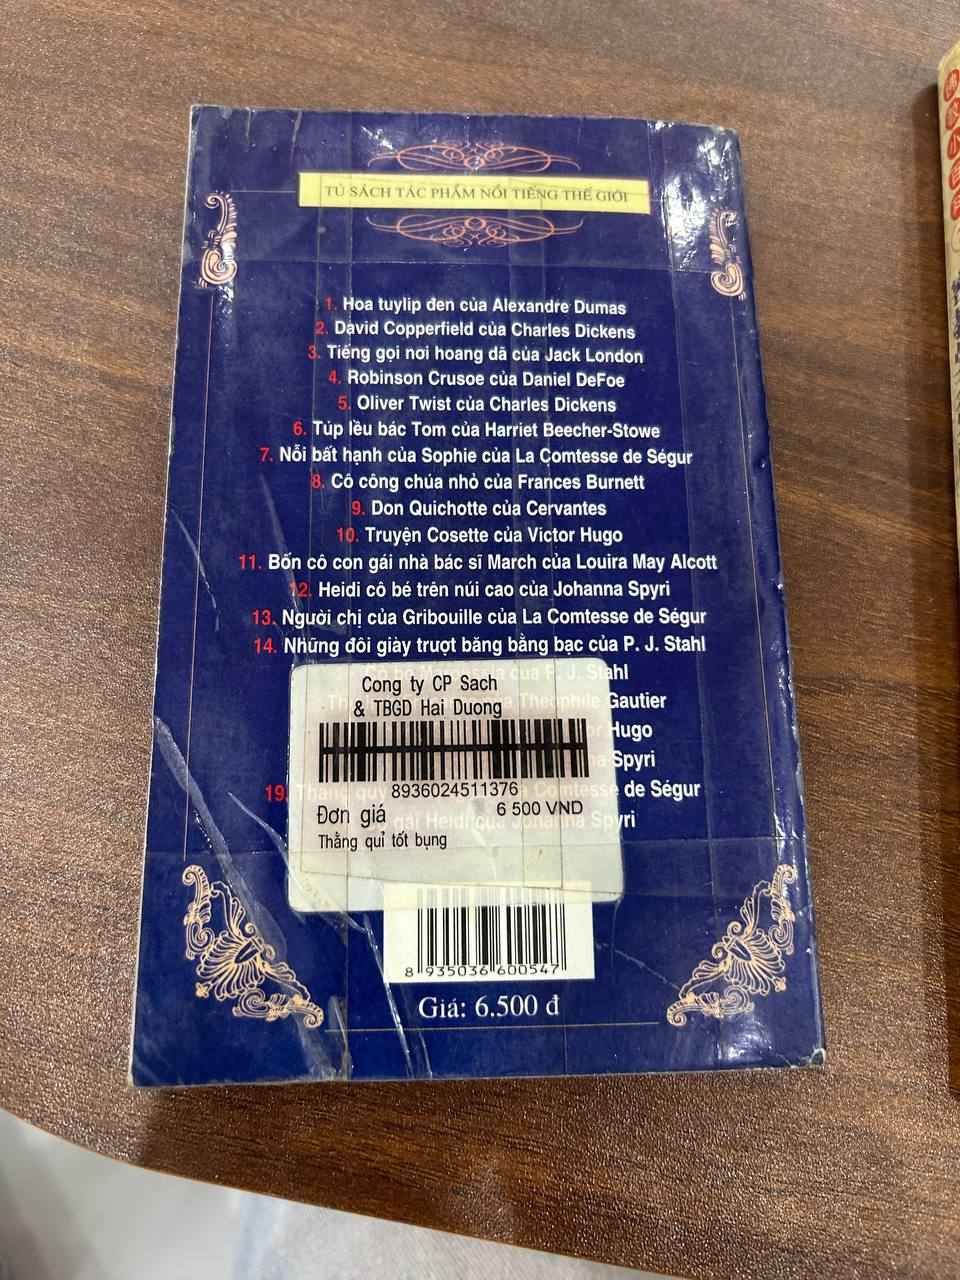 TỦ SÁCH TÁC PHẨM NỔI TIẾNG THẾ GIỚI
1. Hoa tuylip đen của Alexandre Dumas
2. David Copperfield của Charles Dickens
3. Tiếng gọi nơi hoang dã của Jack London
4. Robinson Crusoe của Daniel DeFoe
5. Oliver Twist của Charles Dickens
6. Túp lều bác Tom của Harriet Beecher-Stowe
7. Nỗi bất hạnh của Sophie của La Comtesse de Ségur
8. Cô công chúa nhỏ của Frances Burnett
9. Don Quichotte của Cervantes
10. Truyện Cosette của Victor Hugo
11. Bốn cô con gái nhà bác sĩ March của Louira May Alcott
12. Heidi cô bé trên núi cao của Johanna Spyri
13. Người chị của Gribouille của La Comtesse de Ségur
14. Những đôi giày trượt băng bằng bạc của P. J. Stahl
của P. J. Stahl
Théophile Gautier
Hugo
Spyri
19. Thằng quỷ Comtesse de Ségur
gái Heidi của Johanna Spyri
Cong ty CP Sach
& TBGD Hai Duong
8936024511376
Đơn giá 6 500 VND
Thằng quỉ tốt bụng
8 935036 600547
Giá: 6.500 đ